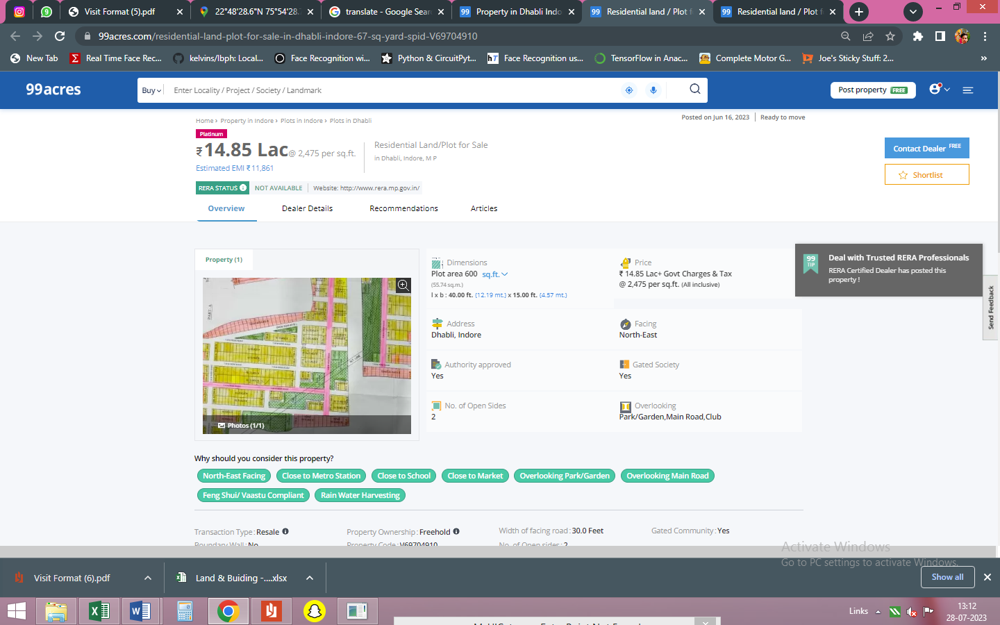 Visit Format (5).pdf
22°48'28.6"N 75°54'28.
translate - Google Sear
Property in Dhabli Indo
Residential land / Plot f
Residential land / Plot f
99acres.com/residential-land-plot-for-sale-in-dhabli-indore-67-sq-yard-spid-V69704910
New Tab
Real Time Face Rec...
kelvins/lbph: Local...
Face Recognition wi...
Python & CircuitPyt...
Face Recognition us...
TensorFlow in Anac...
Complete Motor G...
Joe's Sticky Stuff: 2...
»
99acres
Buy
Enter Locality / Project / Society / Landmark
Post property FREE
Home › Property in Indore › Plots in Indore › Plots in Dhabli
Posted on Jun 16, 2023 Ready to move
Platinum
₹ 14.85 Lac @ 2,475 per sq.ft.
Estimated EMI ₹ 11,861
Residential Land/Plot for Sale
in Dhabli, Indore, M P
Contact Dealer FREE
Shortlist
RERA STATUS NOT AVAILABLE Website: http://www.rera.mp.gov.in/
Overview
Dealer Details
Recommendations
Articles
Property (1)
Photos (1/1)
Dimensions
Plot area 600 sq.ft.
(55.74 sq.m.)
l x b : 40.00 ft. (12.19 mt.) x 15.00 ft. (4.57 mt.)
Price
₹ 14.85 Lac+ Govt Charges & Tax
@ 2,475 per sq.ft. (All inclusive)
Address
Dhabli, Indore
Facing
North-East
Authority approved
Yes
Gated Society
Yes
No. of Open Sides
2
Overlooking
Park/Garden,Main Road,Club
99 TIP
Deal with Trusted RERA Professionals
RERA Certified Dealer has posted this
property !
Send Feedback
Why should you consider this property?
North-East Facing
Close to Metro Station
Close to School
Close to Market
Overlooking Park/Garden
Overlooking Main Road
Feng Shui/ Vaastu Compliant
Rain Water Harvesting
Transaction Type : Resale
Property Ownership : Freehold
Width of facing road : 30.0 Feet
Gated Community : Yes
Boundary Wall : No
Property Code : V69704910
No. of Open sides : 2
Activate Windows
Go to PC settings to activate Windows.
Visit Format (6).pdf
Land & Buiding -....xlsx
Show all
Links
13:12
28-07-2023